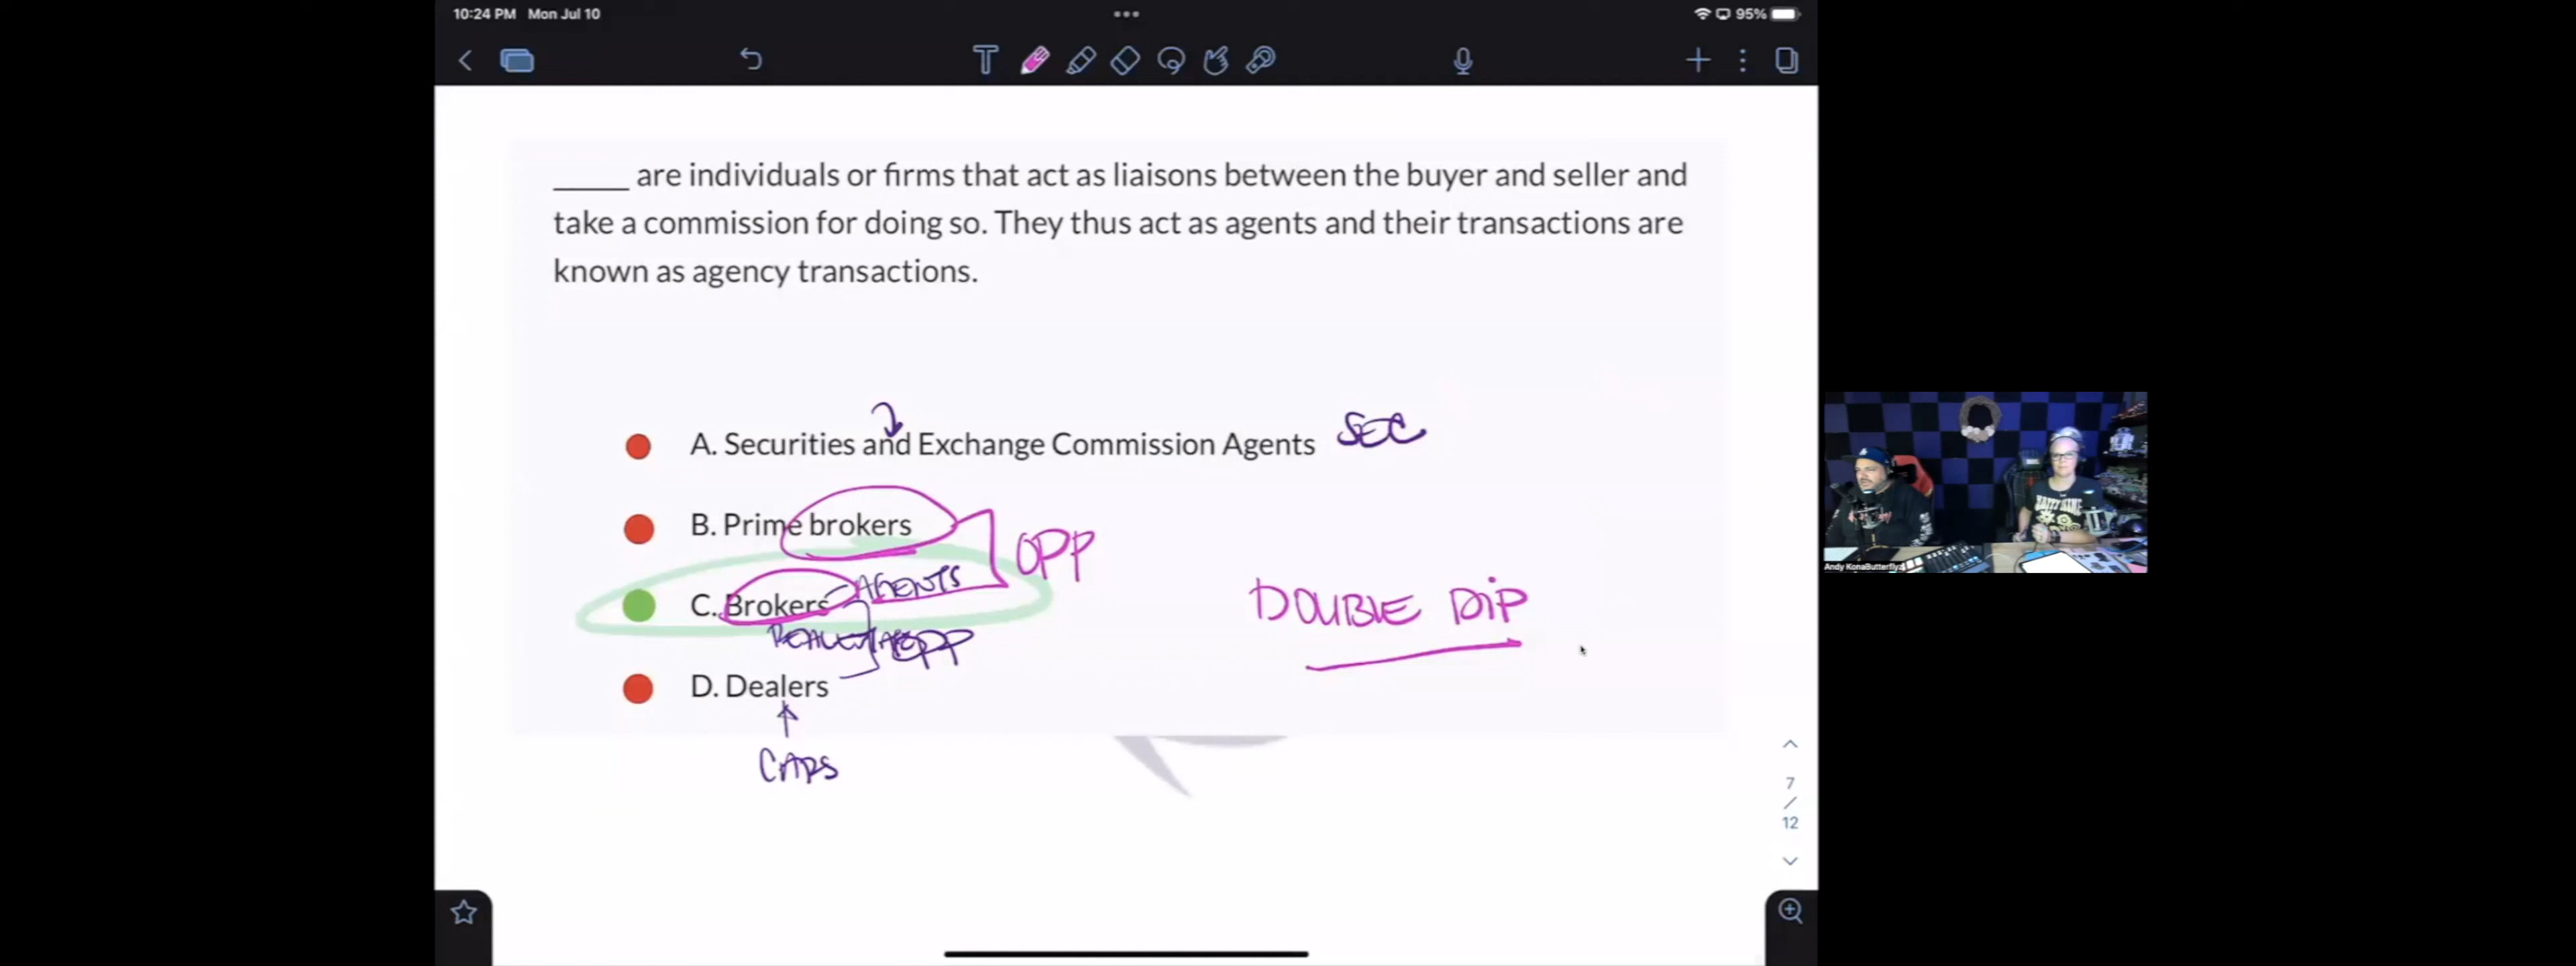 10:24 PM Mon Jul 10
95%
_____ are individuals or firms that act as liaisons between the buyer and seller and
take a commission for doing so. They thus act as agents and their transactions are
known as agency transactions.
A. Securities and Exchange Commission Agents SEC
B. Prime brokers
OPP
C. Brokers AGENTS
DOUBLE DIP
OPP
D. Dealers
CARS
7
/
12
Andy KonaButterfly